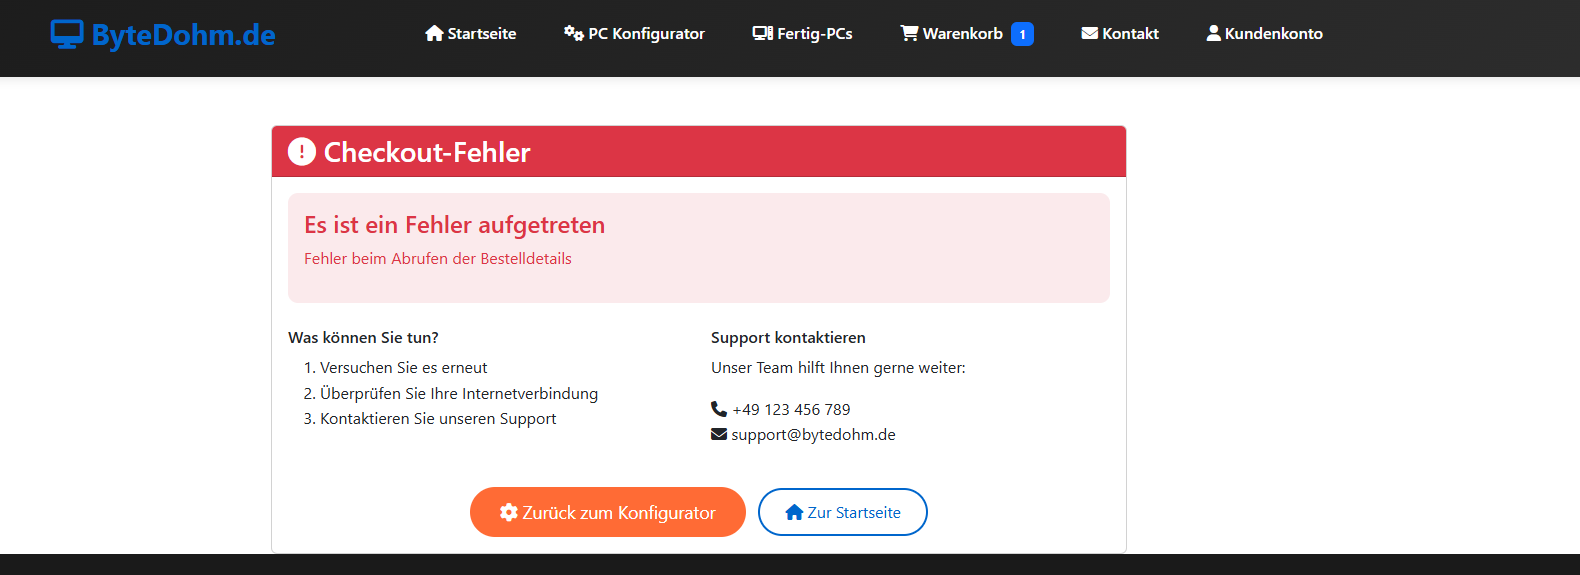 ByteDohm.de
Startseite
PC Konfigurator
Fertig-PCs
Warenkorb 1
Kontakt
Kundenkonto
Checkout-Fehler
Es ist ein Fehler aufgetreten
Fehler beim Abrufen der Bestelldetails
Was können Sie tun?
1. Versuchen Sie es erneut
2. Überprüfen Sie Ihre Internetverbindung
3. Kontaktieren Sie unseren Support
Support kontaktieren
Unser Team hilft Ihnen gerne weiter:
+49 123 456 789
support@bytedohm.de
Zurück zum Konfigurator
Zur Startseite